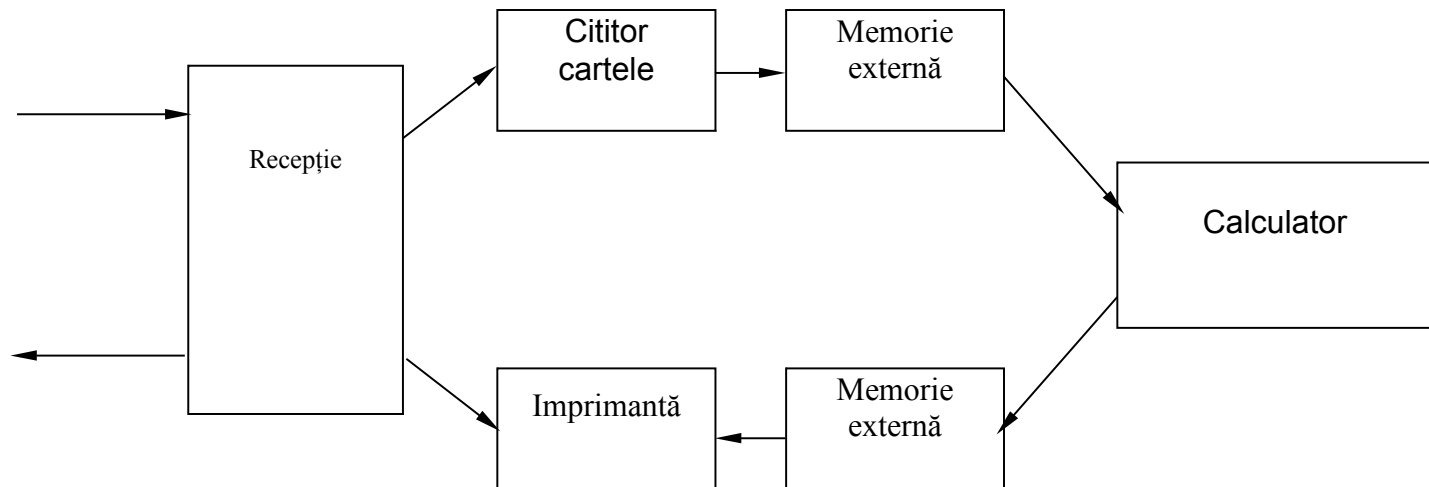 Cititor
cartele
Memorie
externă
Recepție
Calculator
Imprimantă
Memorie
externă